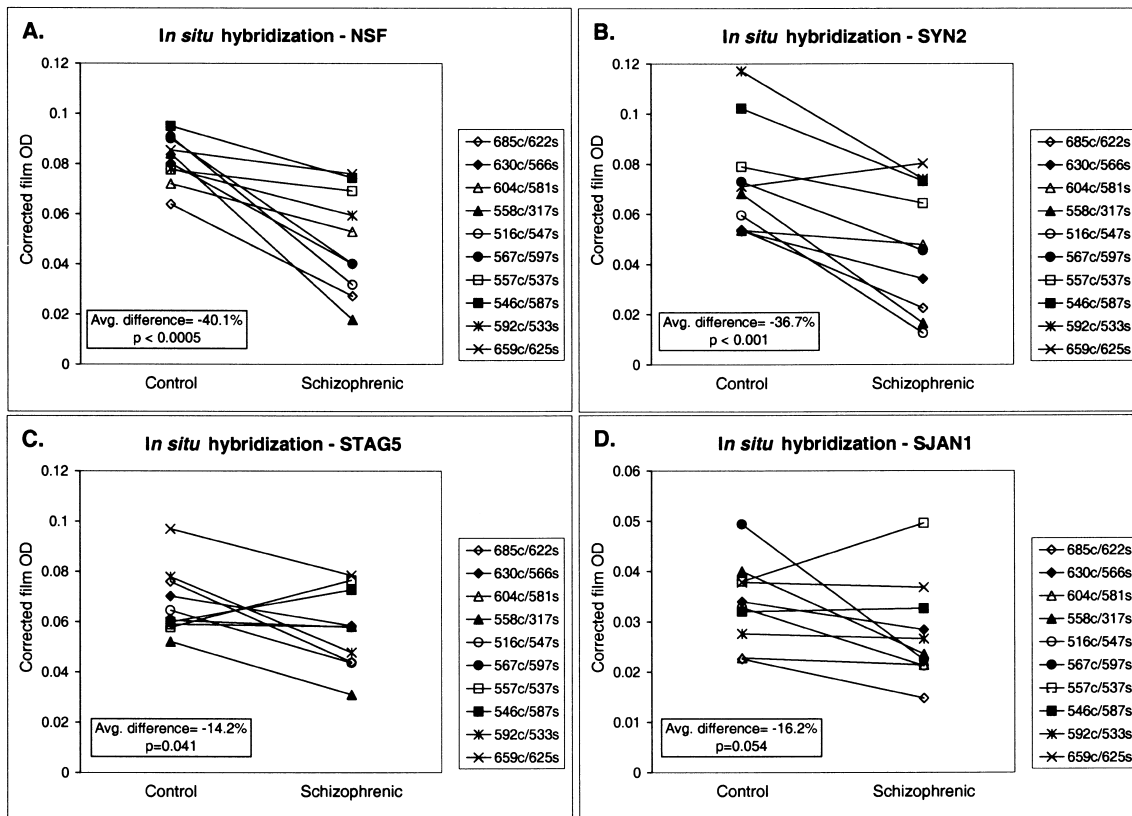 A.
In situ hybridization - NSF
Corrected film OD
0.12
0.1
0.08
0.06
0.04
0.02
0
Avg. difference= -40.1%
p < 0.0005
Control
Schizophrenic
685c/622s
630c/566s
604c/581s
558c/317s
516c/547s
567c/597s
557c/537s
546c/587s
592c/533s
659c/625s
B.
In situ hybridization - SYN2
Corrected film OD
0.12
0.1
0.08
0.06
0.04
0.02
0
Avg. difference= -36.7%
p < 0.001
Control
Schizophrenic
685c/622s
630c/566s
604c/581s
558c/317s
516c/547s
567c/597s
557c/537s
546c/587s
592c/533s
659c/625s
C.
In situ hybridization - STAG5
Corrected film OD
0.12
0.1
0.08
0.06
0.04
0.02
0
Avg. difference= -14.2%
p=0.041
Control
Schizophrenic
685c/622s
630c/566s
604c/581s
558c/317s
516c/547s
567c/597s
557c/537s
546c/587s
592c/533s
659c/625s
D.
In situ hybridization - SJAN1
Corrected film OD
0.06
0.05
0.04
0.03
0.02
0.01
0
Avg. difference= -16.2%
p=0.054
Control
Schizophrenic
685c/622s
630c/566s
604c/581s
558c/317s
516c/547s
567c/597s
557c/537s
546c/587s
592c/533s
659c/625s